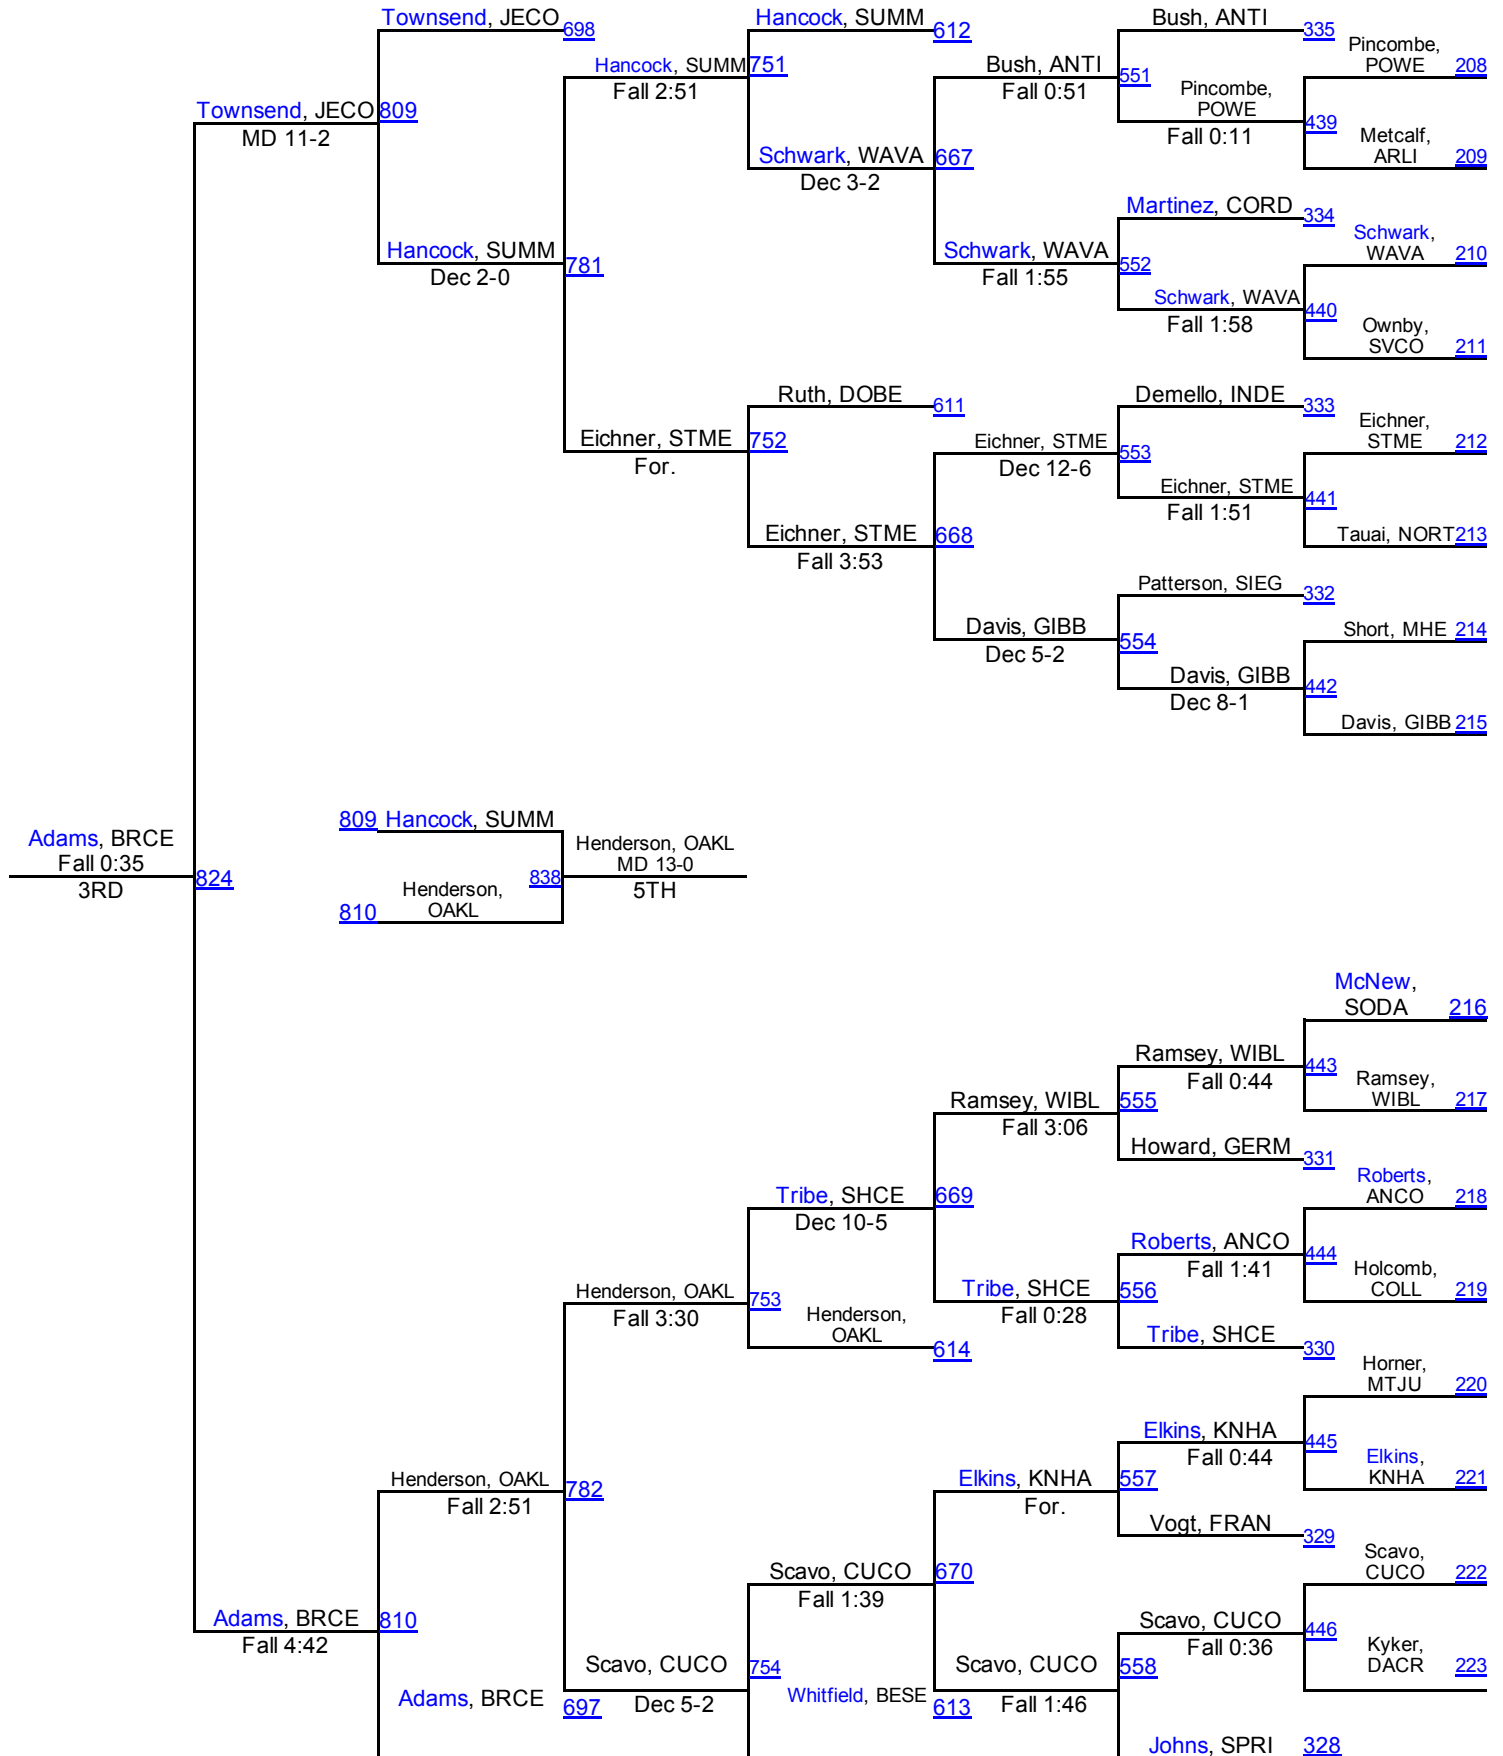 Townsend, JECO 698
Hancock, SUMM 612
Bush, ANTI 335
Pincombe,
POWE 208
Hancock, SUMM 751
Fall 2:51
Bush, ANTI 551
Fall 0:51
Pincombe,
POWE 439
Fall 0:11
Townsend, JECO 809
MD 11-2
Metcalf,
ARLI 209
Schwark, WAVA 667
Dec 3-2
Martinez, CORD 334
Schwark,
WAVA 210
Hancock, SUMM 781
Dec 2-0
Schwark, WAVA 552
Fall 1:55
Schwark, WAVA 440
Fall 1:58
Ownby,
SVCO 211
Ruth, DOBE 611
Demello, INDE 333
Eichner,
STME 212
Eichner, STME 752
For.
Eichner, STME 553
Dec 12-6
Eichner, STME 441
Fall 1:51
Eichner, STME 668
Fall 3:53
Tauai, NORT 213
Patterson, SIEG 332
Short, MHE 214
Davis, GIBB 554
Dec 5-2
Davis, GIBB 442
Dec 8-1
Davis, GIBB 215
809 Hancock, SUMM
Adams, BRCE
Fall 0:35
3RD
824
Henderson, OAKL
MD 13-0
838
5TH
Henderson,
810 OAKL
McNew,
SODA 216
Ramsey, WIBL 443
Fall 0:44
Ramsey,
WIBL 217
Ramsey, WIBL 555
Fall 3:06
Howard, GERM 331
Roberts,
ANCO 218
Tribe, SHCE 669
Dec 10-5
Roberts, ANCO 444
Fall 1:41
Holcomb,
COLL 219
Henderson, OAKL 753
Fall 3:30
Tribe, SHCE 556
Fall 0:28
Henderson,
OAKL 614
Tribe, SHCE 330
Horner,
MTJU 220
Elkins, KNHA 445
Fall 0:44
Elkins,
KNHA 221
Henderson, OAKL 782
Fall 2:51
Elkins, KNHA 557
For.
Vogt, FRAN 329
Scavo,
CUCO 222
Scavo, CUCO 670
Fall 1:39
Adams, BRCE 810
Fall 4:42
Scavo, CUCO 446
Fall 0:36
Kyker,
DACR 223
Scavo, CUCO 754
Dec 5-2
Scavo, CUCO 558
Fall 1:46
Adams, BRCE 697
Whitfield, BESE 613
Johns, SPRI 328